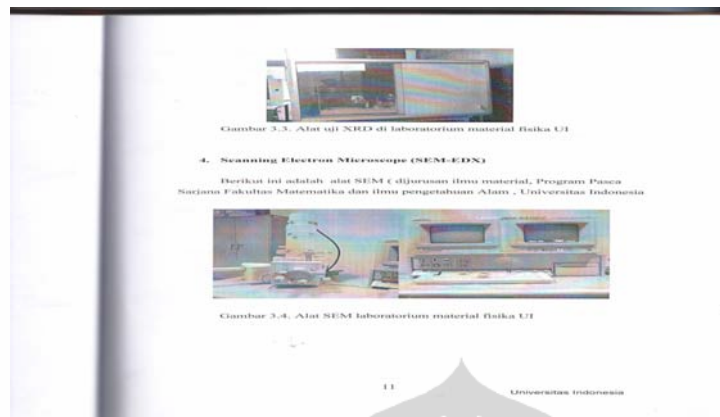 Gambar 3.3. Alat uji XRD di laboratorium material fisika UI
4. Scanning Electron Microscope (SEM-EDX)
Berikut ini adalah alat SEM ( dijurusan ilmu material, Program Pasca
Sarjana Fakultas Matematika dan ilmu pengetahuan Alam , Universitas Indonesia
Gambar 3.4. Alat SEM laboratorium material fisika UI
11
Universitas Indonesia